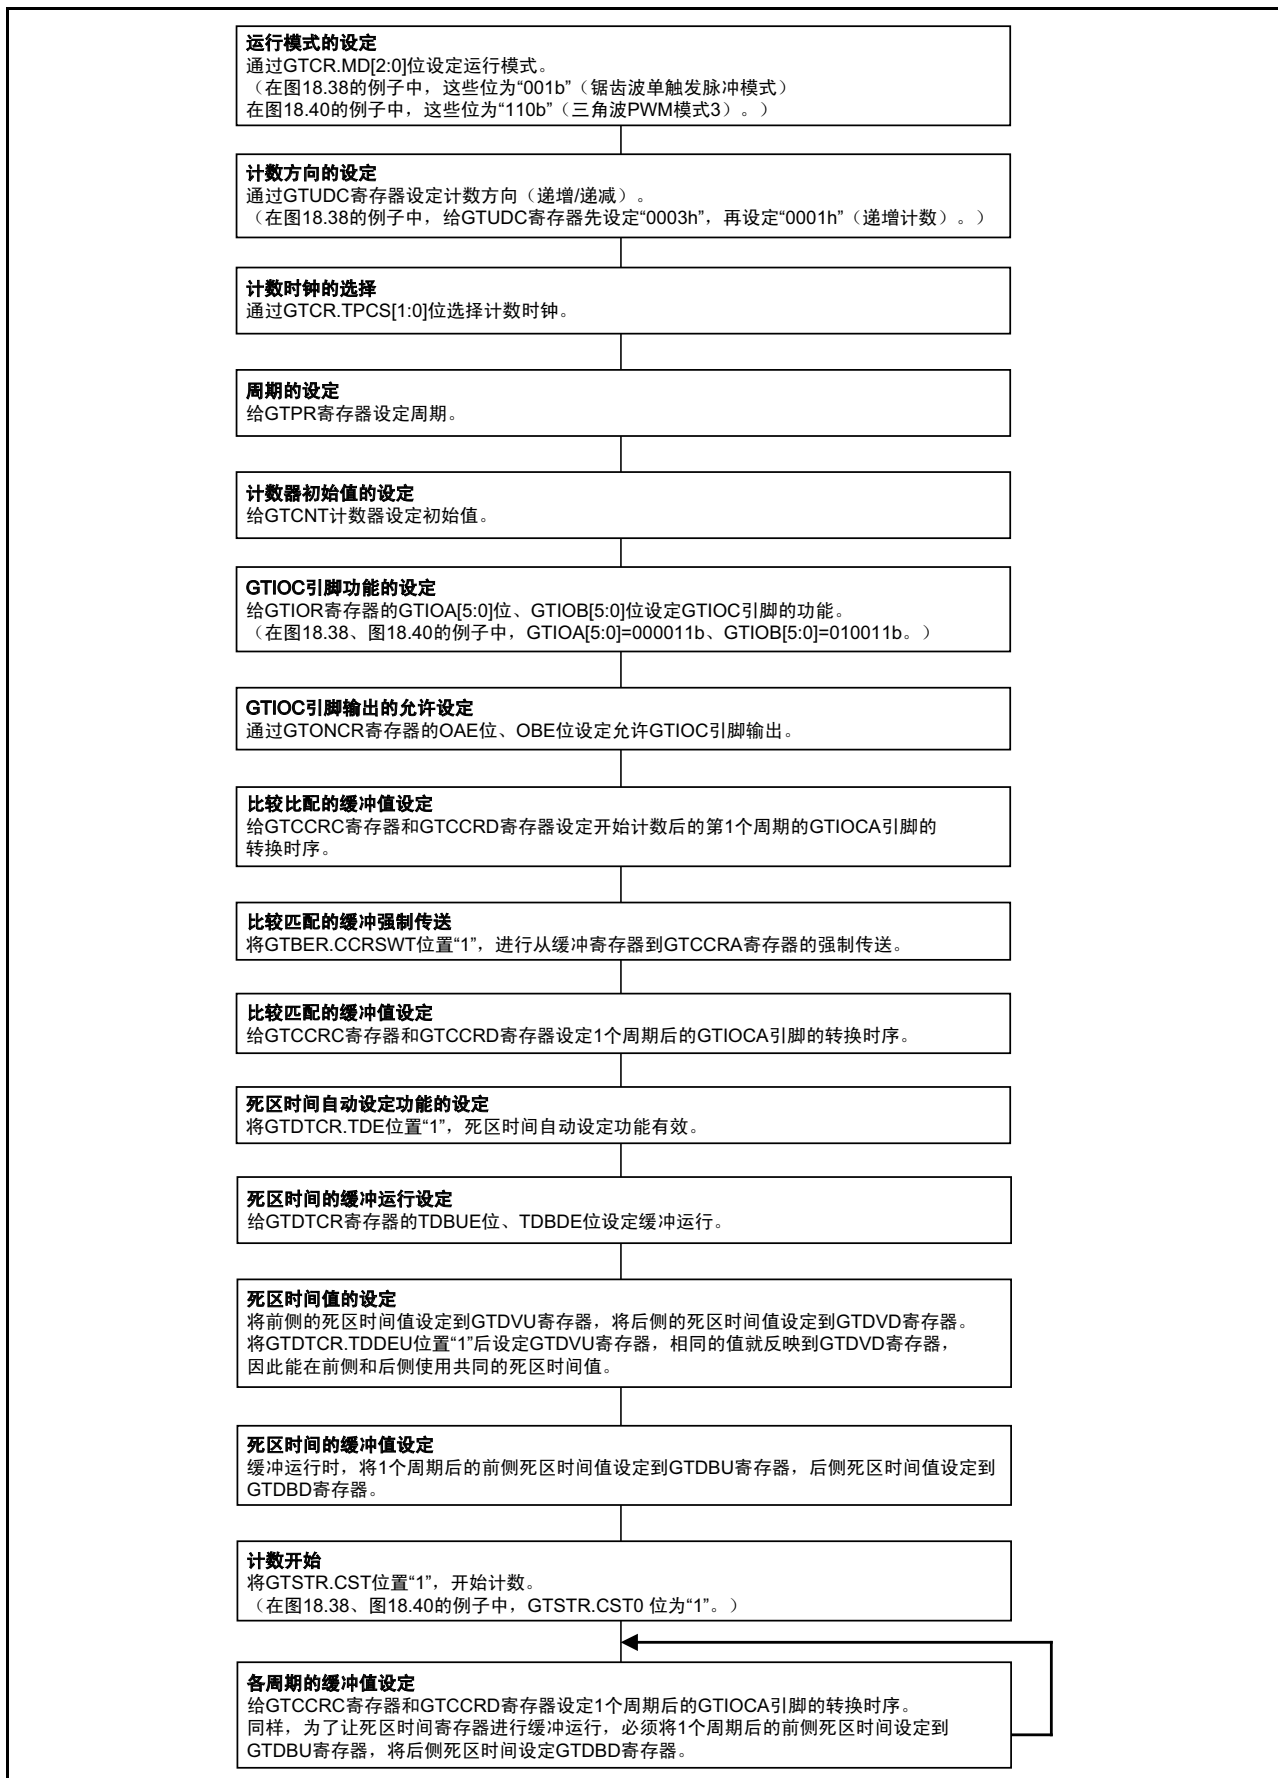 运行模式的设定
通过GTCR.MD[2:0]位设定运行模式。
（在图18.38的例子中，这些位为“001b”（锯齿波单触发脉冲模式）
在图18.40的例子中，这些位为“110b”（三角波PWM模式3）。）
计数方向的设定
通过GTUDC寄存器设定计数方向（递增/递减）。
（在图18.38的例子中，给GTUDC寄存器先设定“0003h”，再设定“0001h”（递增计数）。）
计数时钟的选择
通过GTCR.TPCS[1:0]位选择计数时钟。
周期的设定
给GTPR寄存器设定周期。
计数器初始值的设定
给GTCNT计数器设定初始值。
GTIOC引脚功能的设定
给GTIOR寄存器的GTIOA[5:0]位、GTIOB[5:0]位设定GTIOC引脚的功能。
（在图18.38、图18.40的例子中，GTIOA[5:0]=000011b、GTIOB[5:0]=010011b。）
GTIOC引脚输出的允许设定
通过GTONCR寄存器的OAE位、OBE位设定允许GTIOC引脚输出。
比较比配的缓冲值设定
给GTCCRC寄存器和GTCCRD寄存器设定开始计数后的第1个周期的GTIOCA引脚的
转换时序。
比较匹配的缓冲强制传送
将GTBER.CCRSWT位置“1”，进行从缓冲寄存器到GTCCRA寄存器的强制传送。
比较匹配的缓冲值设定
给GTCCRC寄存器和GTCCRD寄存器设定1个周期后的GTIOCA引脚的转换时序。
死区时间自动设定功能的设定
将GTDTCR.TDE位置“1”，死区时间自动设定功能有效。
死区时间的缓冲运行设定
给GTDTCR寄存器的TDBUE位、TDBDE位设定缓冲运行。
死区时间值的设定
将前侧的死区时间值设定到GTDVU寄存器，将后侧的死区时间值设定到GTDVD寄存器。
将GTDTCR.TDDEU位置“1”后设定GTDVU寄存器，相同的值就反映到GTDVD寄存器，
因此能在前侧和后侧使用共同的死区时间值。
死区时间的缓冲值设定
缓冲运行时，将1个周期后的前侧死区时间值设定到GTDBU寄存器，后侧死区时间值设定到
GTDBD寄存器。
计数开始
将GTSTR.CST位置“1”，开始计数。
（在图18.38、图18.40的例子中，GTSTR.CST0 位为“1”。）
各周期的缓冲值设定
给GTCCRC寄存器和GTCCRD寄存器设定1个周期后的GTIOCA引脚的转换时序。
同样，为了让死区时间寄存器进行缓冲运行，必须将1个周期后的前侧死区时间设定到
GTDBU寄存器，将后侧死区时间设定GTDBD寄存器。